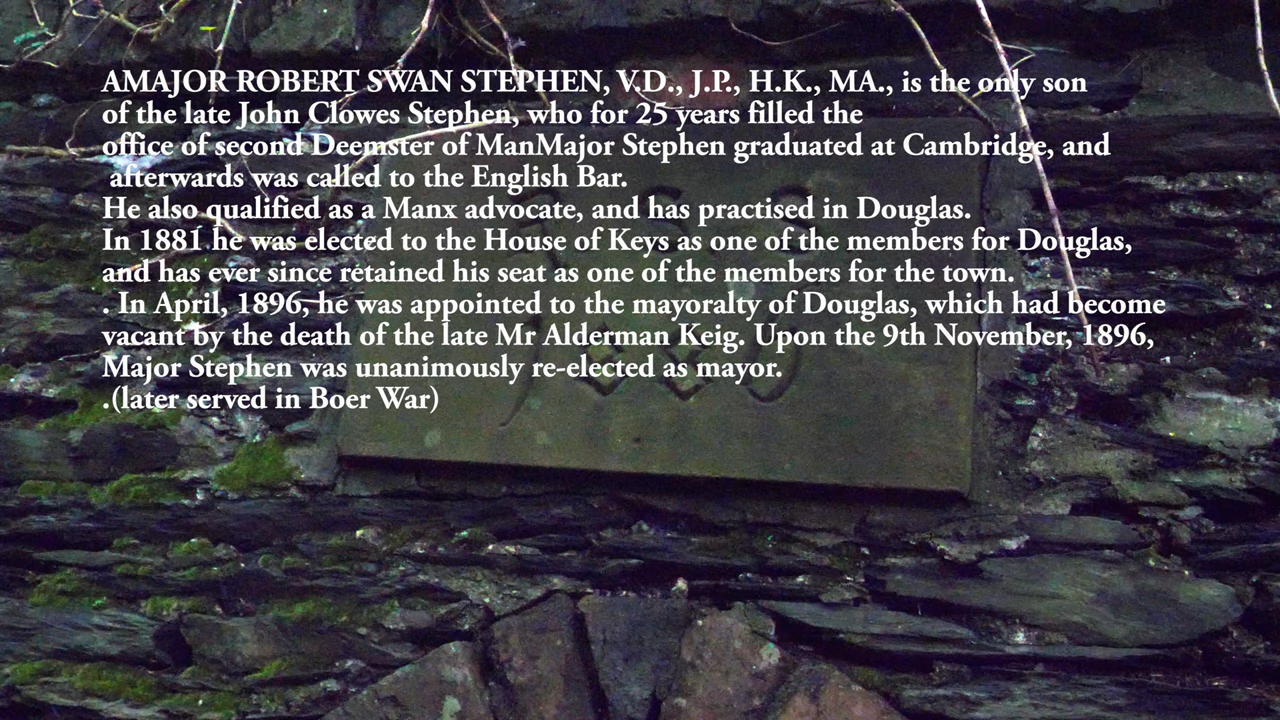 AMAJOR ROBERT SWAN STEPHEN, V.D., J.P., H.K., MA., is the only son
of the late John Clowes Stephen, who for 25 years filled the
office of second Deemster of ManMajor Stephen graduated at Cambridge, and
afterwards was called to the English Bar.
He also qualified as a Manx advocate, and has practised in Douglas.
In 1881 he was elected to the House of Keys as one of the members for Douglas,
and has ever since retained his seat as one of the members for the town.
. In April, 1896, he was appointed to the mayoralty of Douglas, which had become
vacant by the death of the late Mr Alderman Keig. Upon the 9th November, 1896,
Major Stephen was unanimously re-elected as mayor.
.(later served in Boer War)